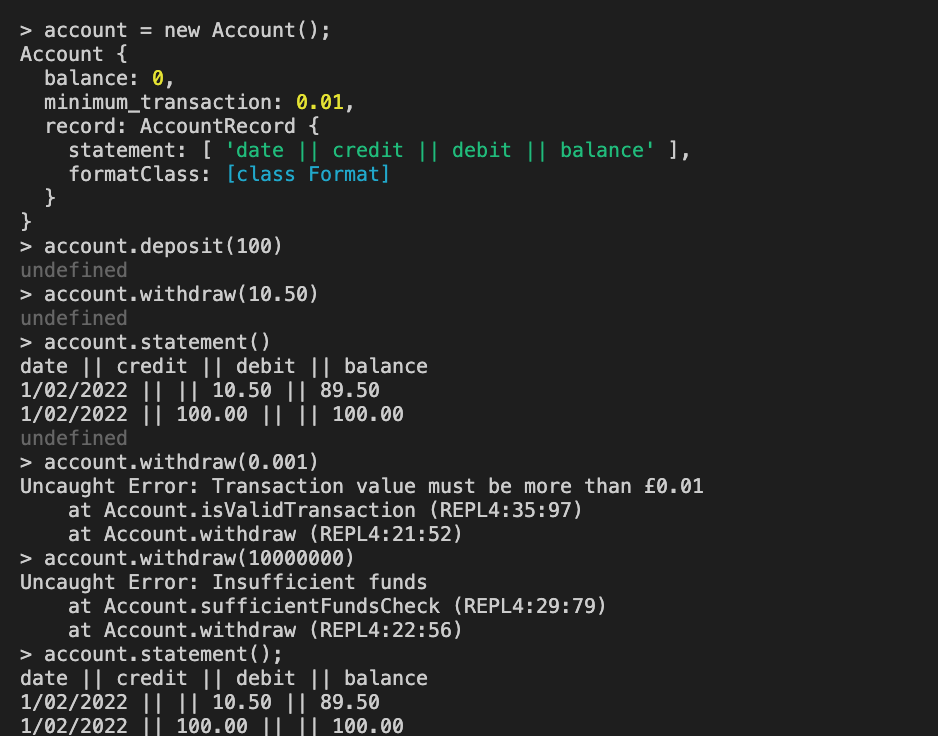 > account = new Account();
Account {
  balance: 0,
  minimum_transaction: 0.01,
  record: AccountRecord {
    statement: [ 'date || credit || debit || balance' ],
    formatClass: [class Format]
  }
}
> account.deposit(100)
undefined
> account.withdraw(10.50)
undefined
> account.statement()
date || credit || debit || balance
1/02/2022 || || 10.50 || 89.50
1/02/2022 || 100.00 || || 100.00
undefined
> account.withdraw(0.001)
Uncaught Error: Transaction value must be more than £0.01
    at Account.isValidTransaction (REPL4:35:97)
    at Account.withdraw (REPL4:21:52)
> account.withdraw(10000000)
Uncaught Error: Insufficient funds
    at Account.sufficientFundsCheck (REPL4:29:79)
    at Account.withdraw (REPL4:22:56)
> account.statement();
date || credit || debit || balance
1/02/2022 || || 10.50 || 89.50
1/02/2022 || 100.00 || || 100.00